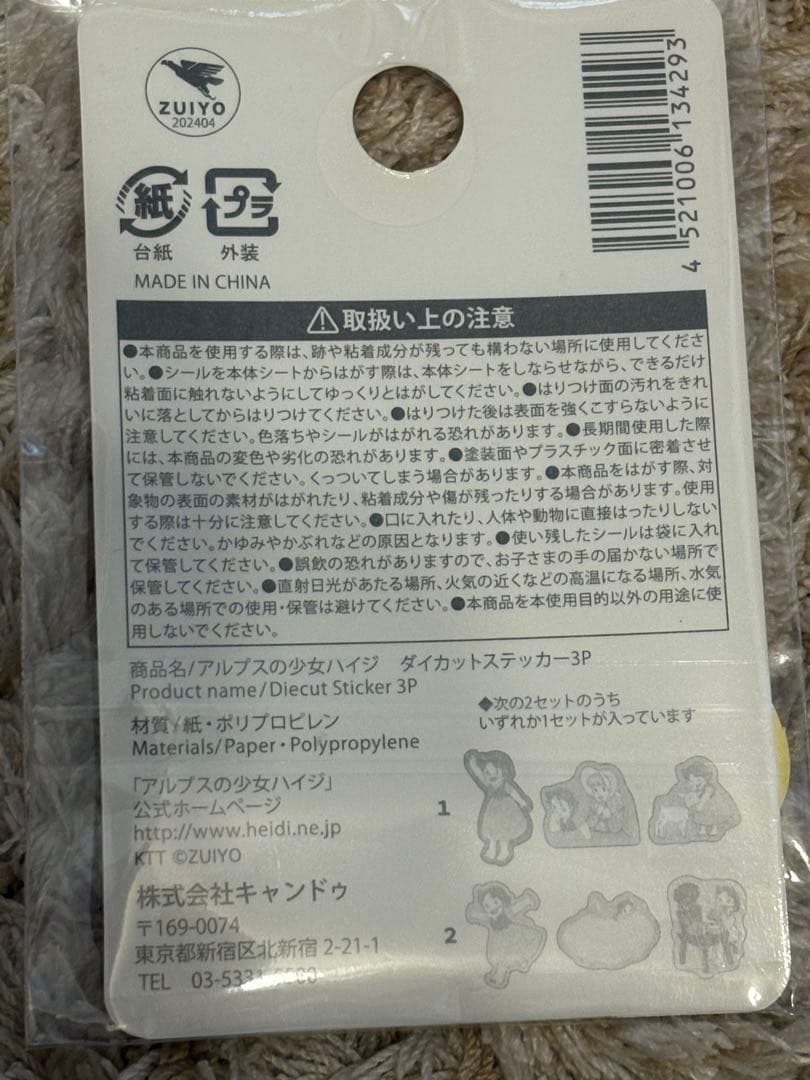 ZUIYO
202404
4 521006 134293
紙
プラ
台紙
外装
MADE IN CHINA
取扱い上の注意
●本商品を使用する際は、跡や粘着成分が残っても構わない場所に使用してくださ
い。●シールを本体シートからはがす際は、本体シートをしならせながら、できるだけ
粘着面に触れないようにしてゆっくりとはがしてください。●はりつけ面の汚れをきれ
いに落としてからはりつけてください。●はりつけた後は表面を強くこすらないように
注意してください。色落ちやシールがはがれる恐れがあります。●長期間使用した際
には、本商品の変色や劣化の恐れがあります。●塗装面やプラスチック面に密着させ
て保管しないでください。くっついてしまう場合があります。●本商品をはがす際、対
象物の表面の素材がはがれたり、粘着成分や傷が残ったりする場合があります。使用
する際は十分に注意してください。●口に入れたり、人体や動物に直接はったりしない
でください。かゆみやかぶれなどの原因となります。●使い残したシールは袋に入れ
て保管してください。●誤飲の恐れがありますので、お子さまの手の届かない場所で
保管してください。●直射日光があたる場所、火気の近くなどの高温になる場所、水気
のある場所での使用・保管は避けてください。●本商品を本使用目的以外の用途に使
用しないでください。
商品名/アルプスの少女ハイジ ダイカットステッカー3P
Product name/Diecut Sticker 3P
材質/紙・ポリプロピレン
Materials/Paper・Polypropylene
「アルプスの少女ハイジ」
公式ホームページ
http://www.heidi.ne.jp
KTT ©ZUIYO
株式会社キャンドゥ
〒169-0074
東京都新宿区北新宿 2-21-1
TEL 03-5331-
◆次の2セットのうち
いずれか1セットが入っています
1
2